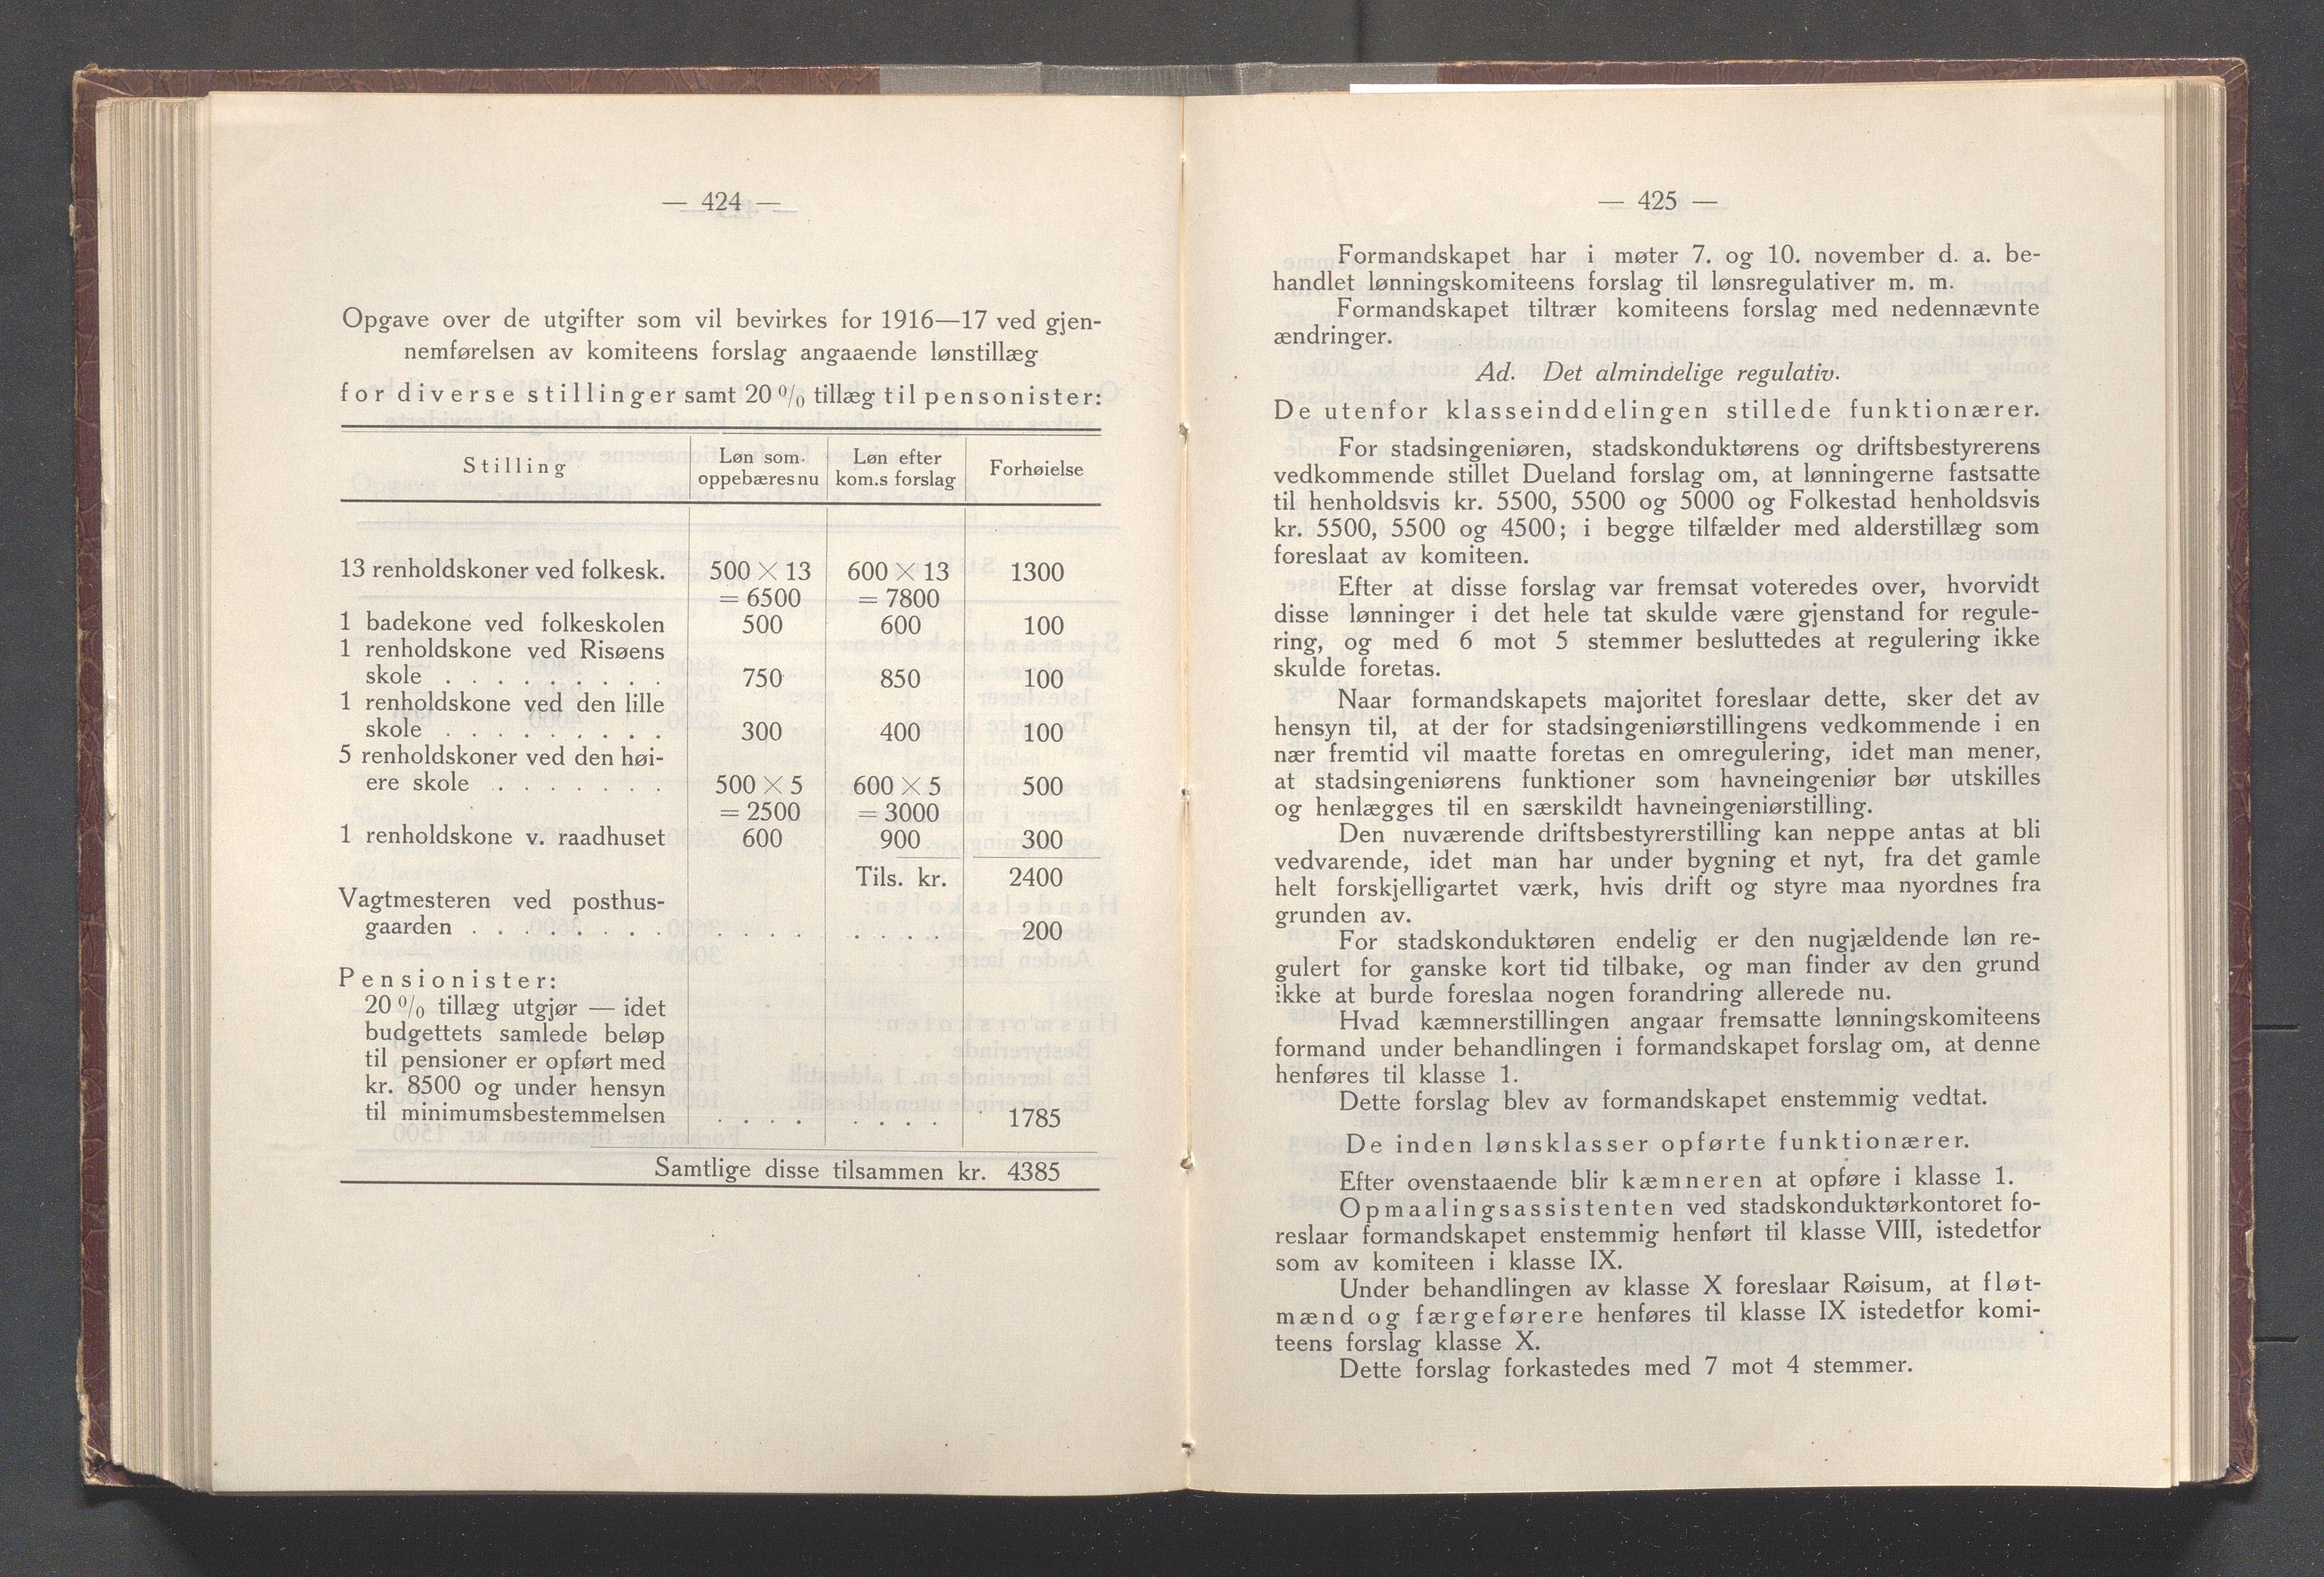 — 424 —
Opgave over de utgifter som vil bevirkes for 1916—17 ved gjen-
nemførelsen av komiteens forslag angaaende lønstillæg
for diverse stillinger samt 20 % tillæg til pensonister:
Stilling | Løn som oppebæres nu | Løn efter kom.s forslag | Forhøielse
13 renholdskoner ved folkesk. 500 × 13 600 × 13 1300
= 6500 = 7800
1 badekone ved folkeskolen 500 600 100
1 renholdskone ved Risøens
skole . . . . . . . . . 750 850 100
1 renholdskone ved den lille
skole . . . . . . . . . 300 400 100
5 renholdskoner ved den høi-
ere skole . . . . . . . 500 × 5 600 × 5 500
= 2500 = 3000
1 renholdskone v. raadhuset 600 900 300
Tils. kr. 2400
Vagtmesteren ved posthus-
gaarden . . . . . . . . . . . . . . . . 200
Pensionister:
20 % tillæg utgjør — idet
budgettets samlede beløp
til pensioner er opført med
kr. 8500 og under hensyn
til minimumsbestemmelsen . . . . . . . . 1785
Samtlige disse tilsammen kr. 4385
— 425 —
Formandskapet har i møter 7. og 10. november d. a. be-
handlet lønningskomiteens forslag til lønsregulativer m. m.
Formandskapet tiltrær komiteens forslag med nedennævnte
ændringer.
Ad. Det almindelige regulativ.
De utenfor klasseinddelingen stillede funktionærer.
For stadsingeniøren, stadskonduktørens og driftsbestyrerens
vedkommende stillet Dueland forslag om, at lønningerne fastsatte
til henholdsvis kr. 5500, 5500 og 5000 og Folkestad henholdsvis
kr. 5500, 5500 og 4500; i begge tilfælder med alderstillæg som
foreslaat av komiteen.
Efter at disse forslag var fremsat voteredes over, hvorvidt
disse lønninger i det hele tat skulde være gjenstand for regule-
ring, og med 6 mot 5 stemmer besluttedes at regulering ikke
skulde foretas.
Naar formandskapets majoritet foreslaar dette, sker det av
hensyn til, at der for stadsingeniørstillingens vedkommende i en
nær fremtid vil maatte foretas en omregulering, idet man mener,
at stadsingeniørens funktioner som havneingeniør bør utskilles
og henlægges til en særskildt havneingeniørstilling.
Den nuværende driftsbestyrerstilling kan neppe antas at bli
vedvarende, idet man har under bygning et nyt, fra det gamle
helt forskjelligartet værk, hvis drift og styre maa nyordnes fra
grunden av.
For stadskonduktøren endelig er den nugjældende løn re-
gulert for ganske kort tid tilbake, og man finder av den grund
ikke at burde foreslaa nogen forandring allerede nu.
Hvad kæmnerstillingen angaar fremsatte lønningskomiteens
formand under behandlingen i formandskapet forslag om, at denne
henføres til klasse 1.
Dette forslag blev av formandskapet enstemmig vedtat.
De inden lønsklasser opførte funktionærer.
Efter ovenstaaende blir kæmneren at opføre i klasse 1.
Opmaalingsassistenten ved stadskonduktørkontoret fo-
reslaar formandskapet enstemmig henført til klasse VIII, istedetfor
som av komiteen i klasse IX.
Under behandlingen av klasse X foreslaar Røisum, at fløt-
mænd og færgeførere henføres til klasse IX istedetfor komi-
teens forslag klasse X.
Dette forslag forkastedes med 7 mot 4 stemmer.